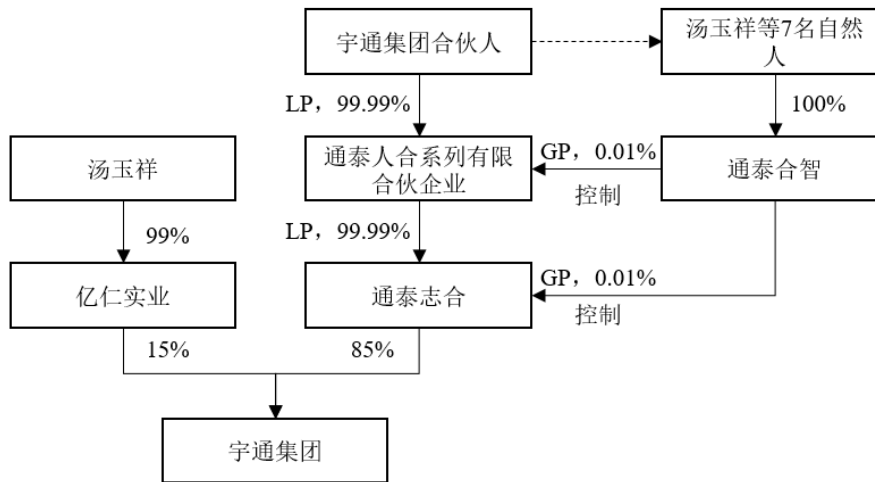 宇通集团合伙人
汤玉祥等7名自然
人
LP，99.99%
100%
汤玉祥
通泰人合系列有限
合伙企业
GP，0.01%
控制
通泰合智
99%
LP，99.99%
亿仁实业
通泰志合
GP，0.01%
控制
15%
85%
宇通集团